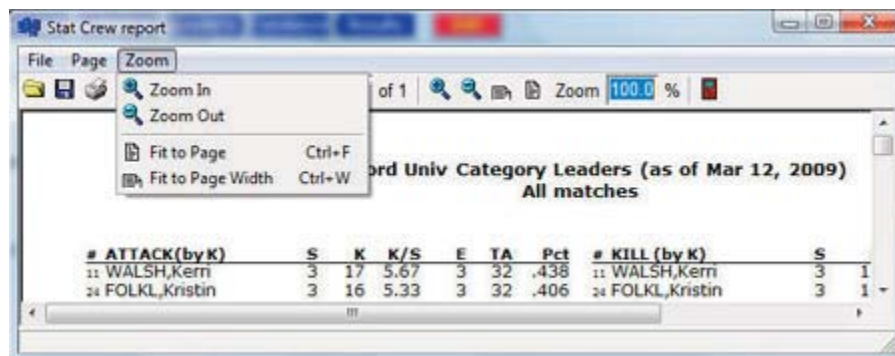 Stat Crew report
File Page Zoom
of 1 Zoom 100.0 %
Zoom In
Zoom Out
Fit to Page Ctrl+F
Fit to Page Width Ctrl+W
ord Univ Category Leaders (as of Mar 12, 2009)
All matches
# ATTACK(by K) S K K/S E TA Pct # KILL (by K) S
11 WALSH,Kerri 3 17 5.67 3 32 .438 11 WALSH,Kerri 3 1
24 FOLKL,Kristin 3 16 5.33 3 32 .406 24 FOLKL,Kristin 3 1